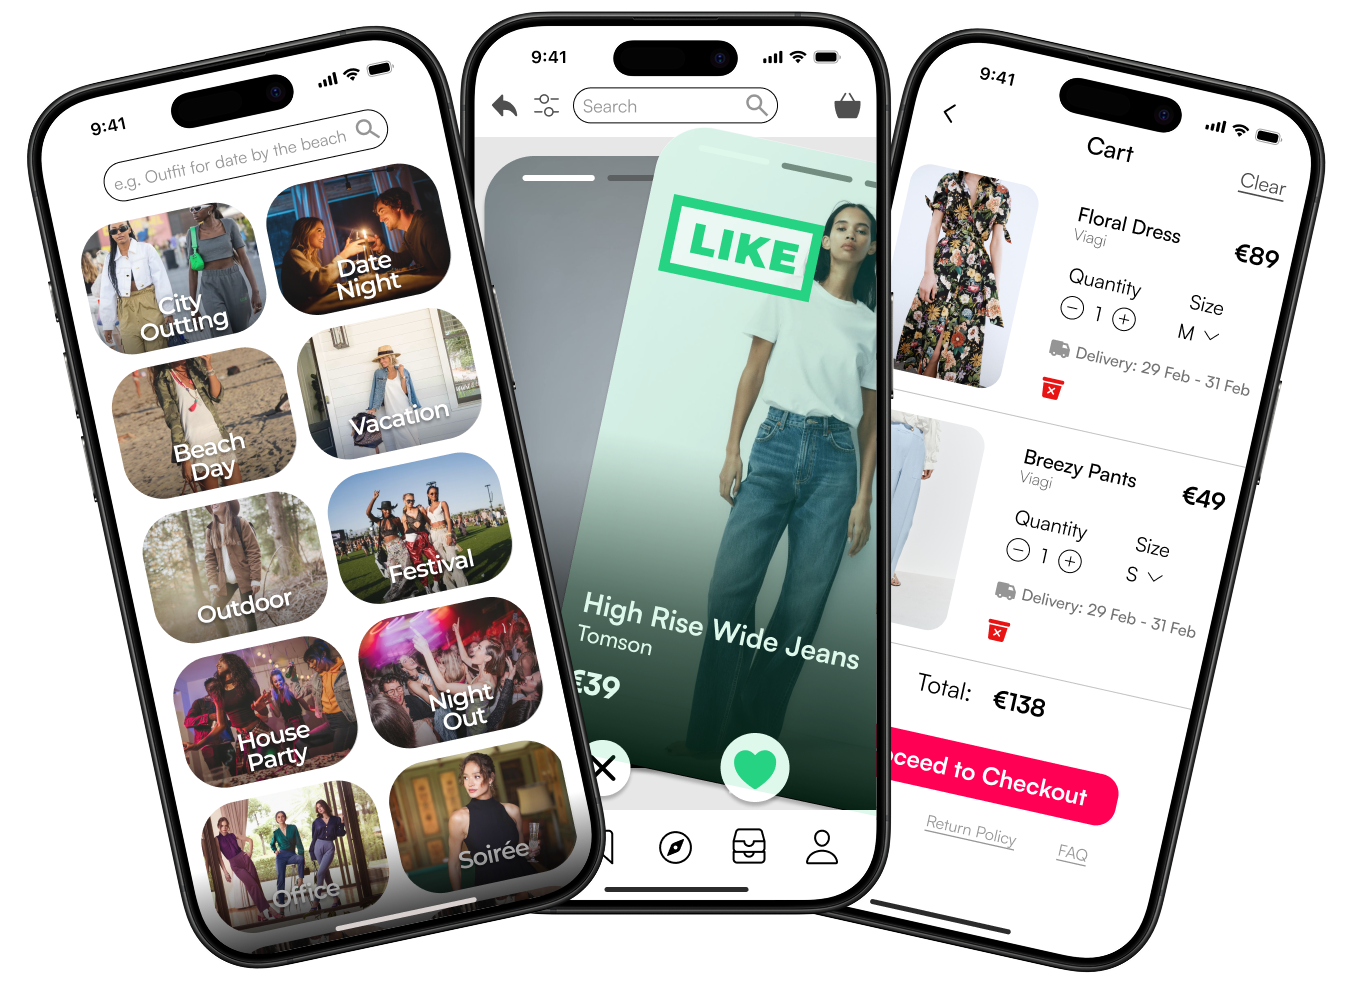 9:41
e.g. Outfit for date by the beach
City
Outting
Date
Night
Beach
Day
Vacation
Outdoor
Festival
House
Party
Night
Out
Office
Soirée
9:41
Search
LIKE
High Rise Wide Jeans
Tomson
€39
9:41
Cart
Clear
Floral Dress
Viagi
€89
Quantity
Size
1
M
Delivery: 29 Feb - 31 Feb
Breezy Pants
Viagi
€49
Quantity
Size
1
S
Delivery: 29 Feb - 31 Feb
Total: €138
ceed to Checkout
Return Policy
FAQ